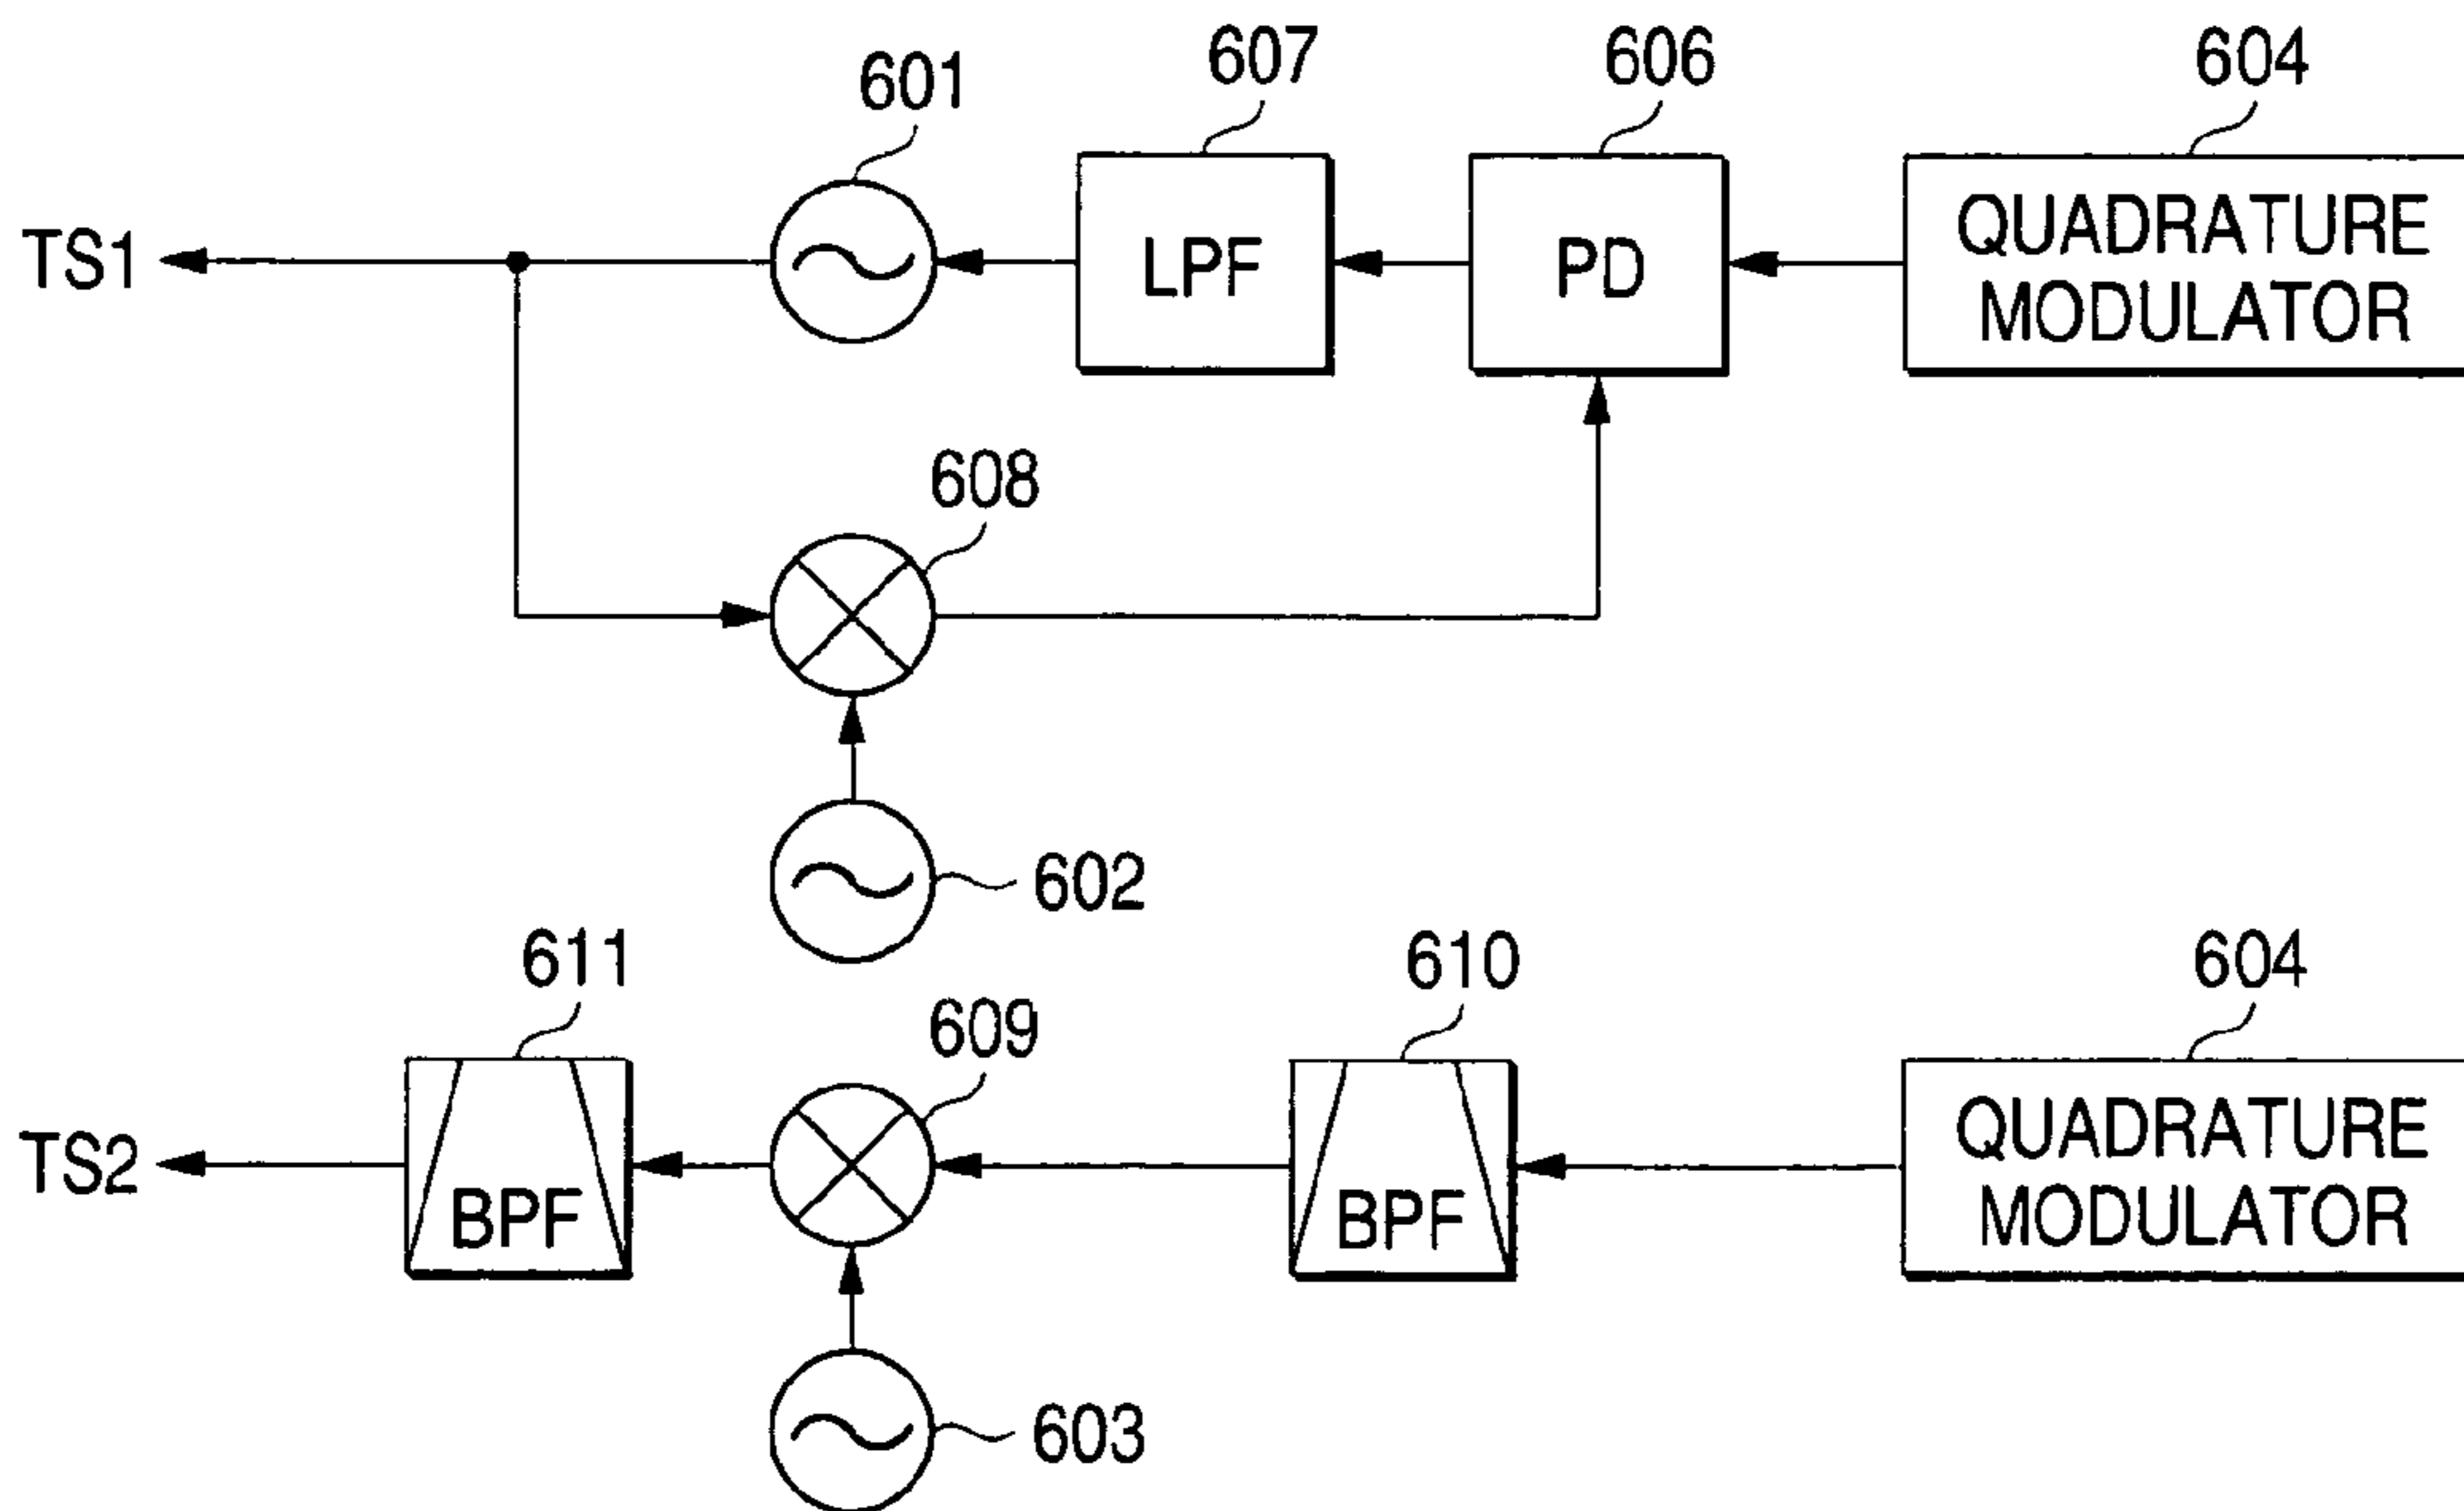 601
607
606
604
TS1
LPF
PD
QUADRATURE
MODULATOR
608
602
611
609
610
604
TS2
BPF
BPF
QUADRATURE
MODULATOR
603